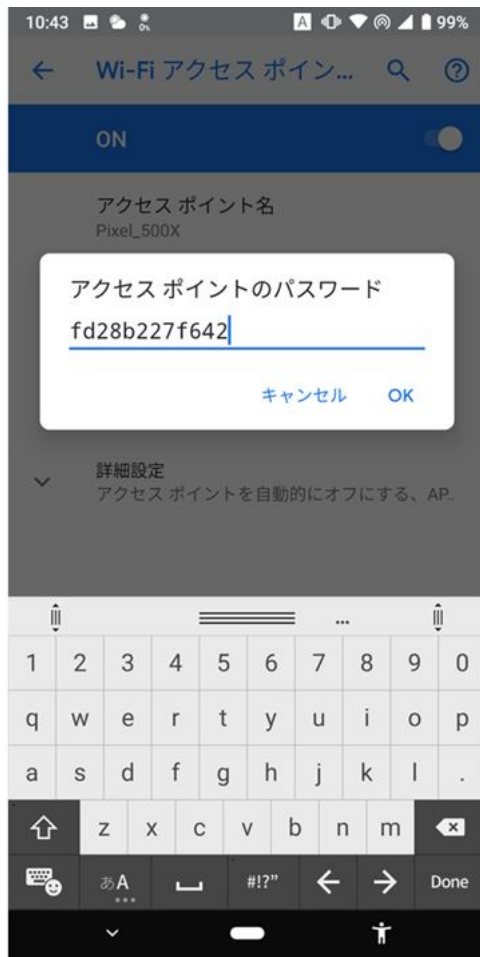 10:43 0% A 99%
Wi-Fi アクセス ポイン...
ON
アクセス ポイント名
Pixel_500X
アクセス ポイントのパスワード
fd28b227f642
キャンセル OK
詳細設定
アクセス ポイントを自動的にオフにする、AP..
...
1 2 3 4 5 6 7 8 9 0
q w e r t y u i o p
a s d f g h j k l .
z x c v b n m
あA #!?” Done